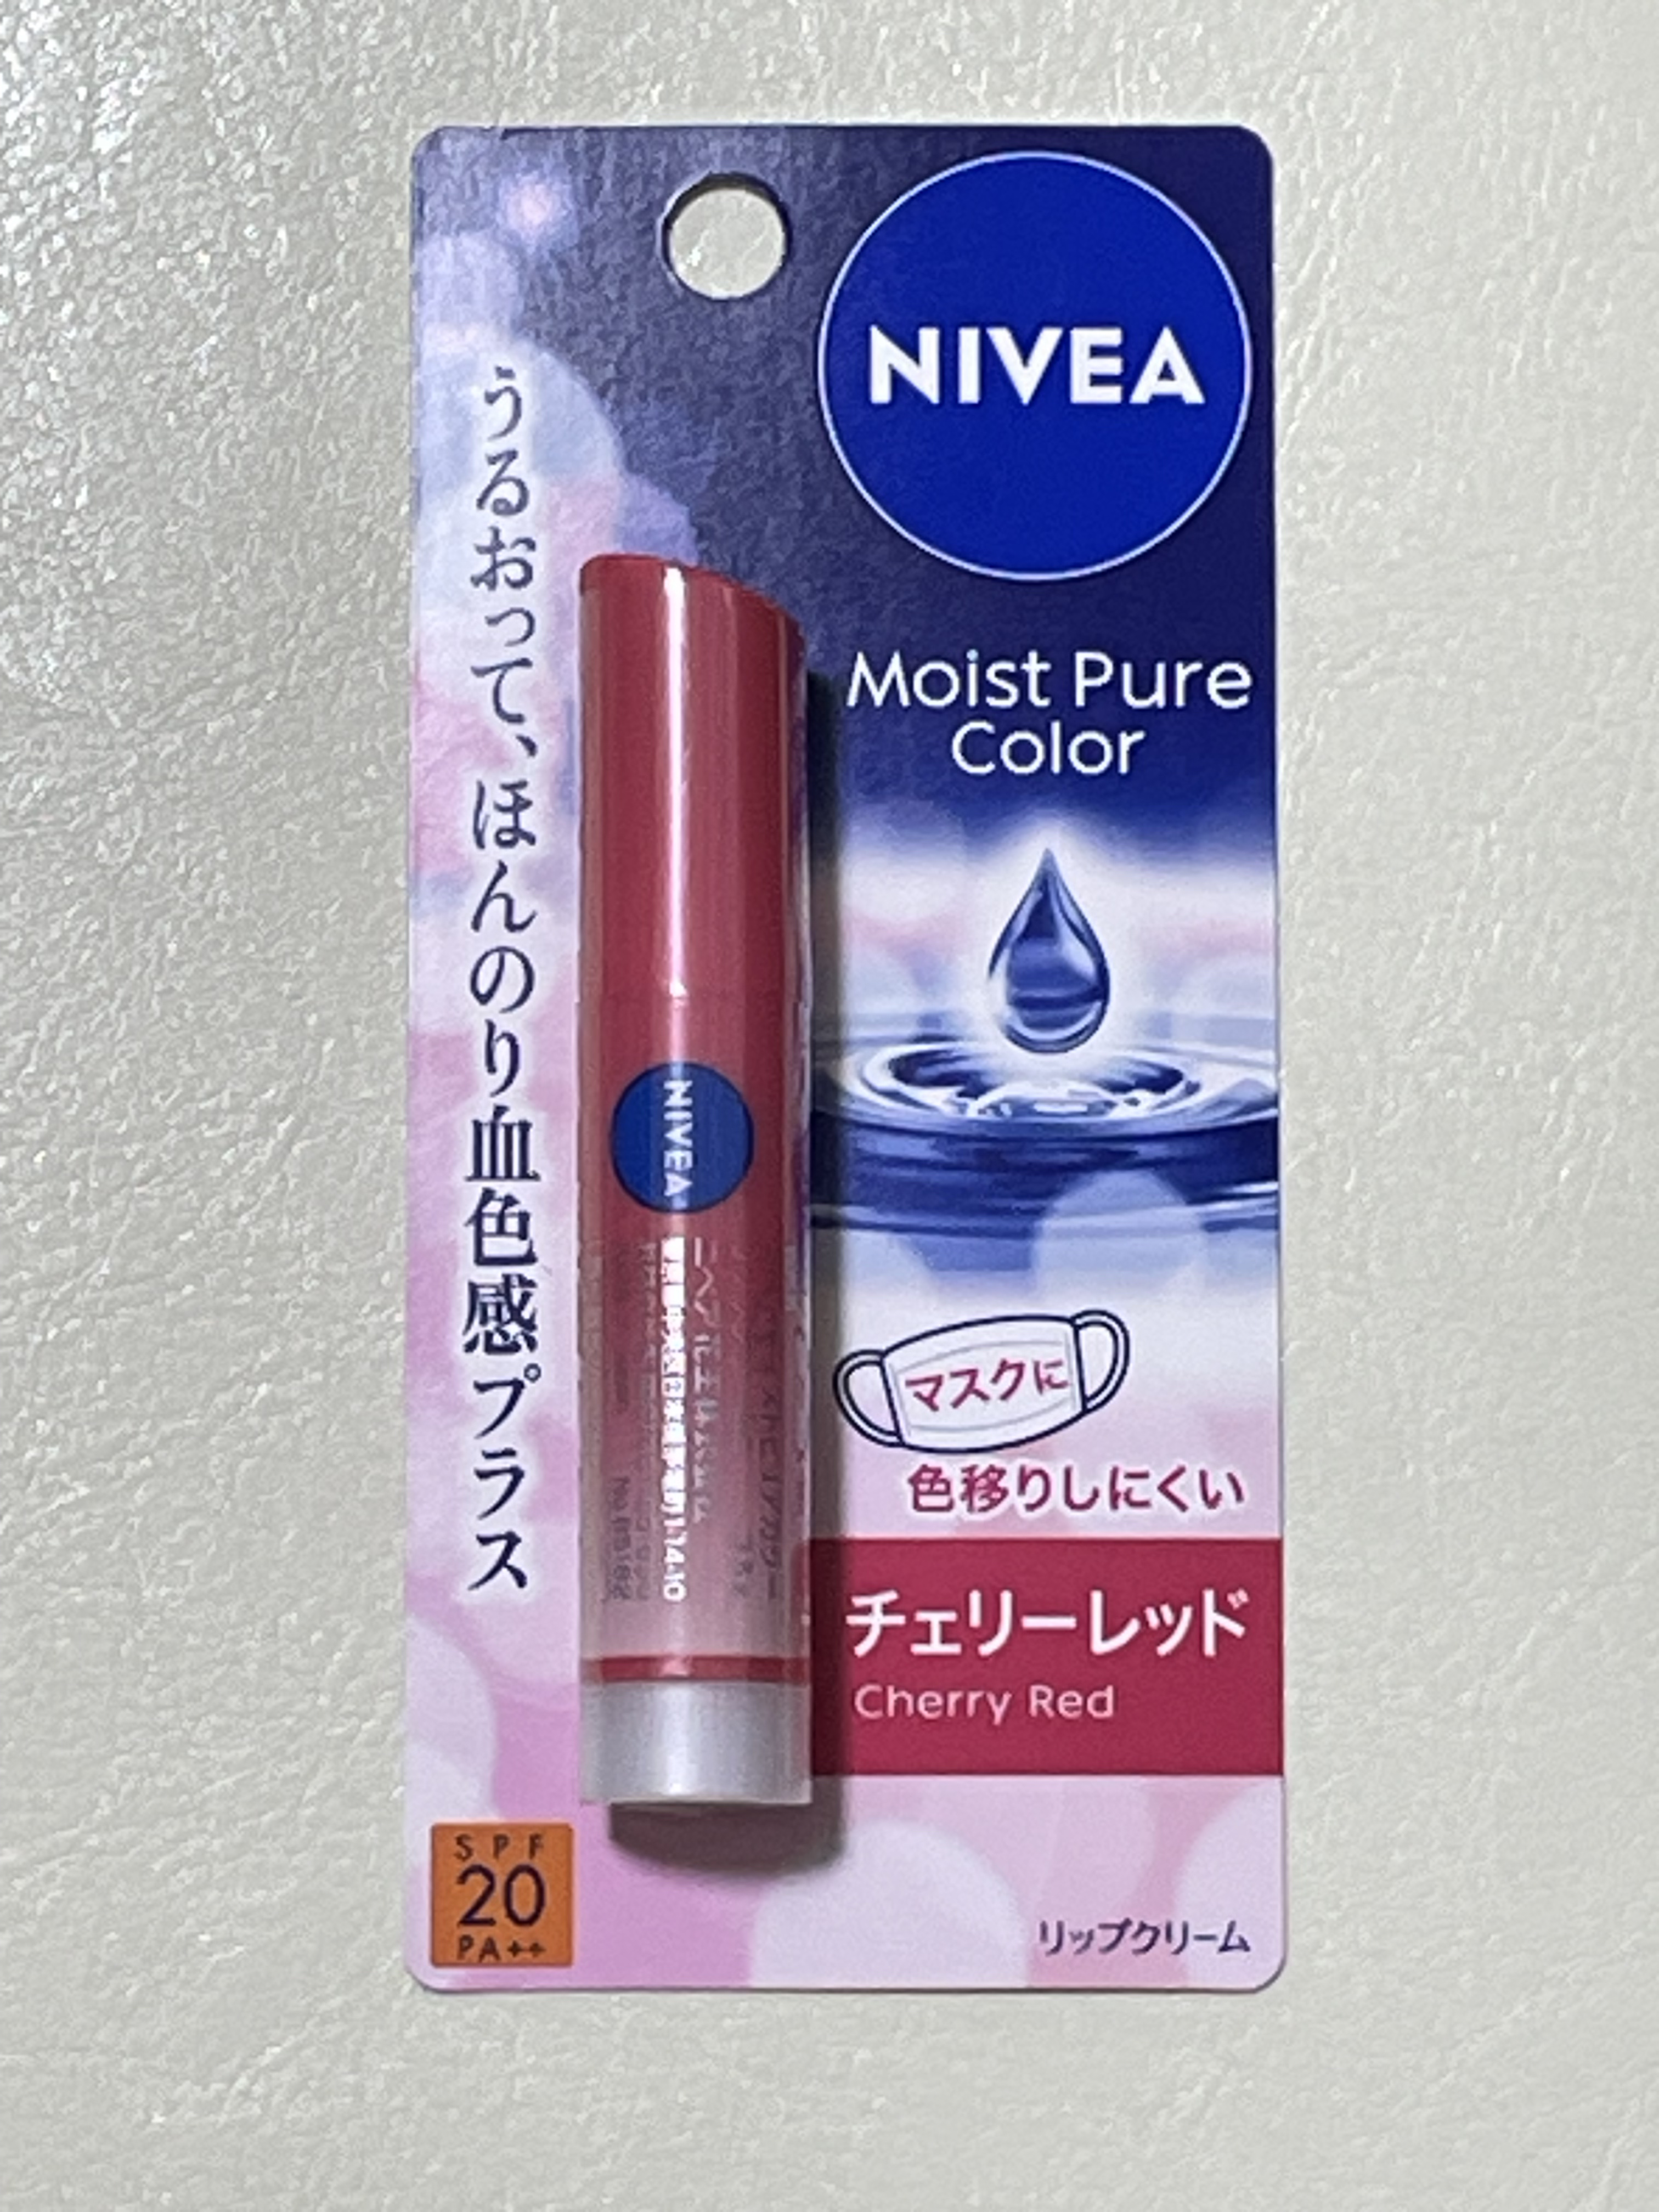 NIVEA
Moist Pure
Color
うるおって、ほんのり血色感プラス
NIVEA
マスクに
色移りしにくい
チェリーレッド
Cherry Red
SPF
20
PA++
リップクリーム